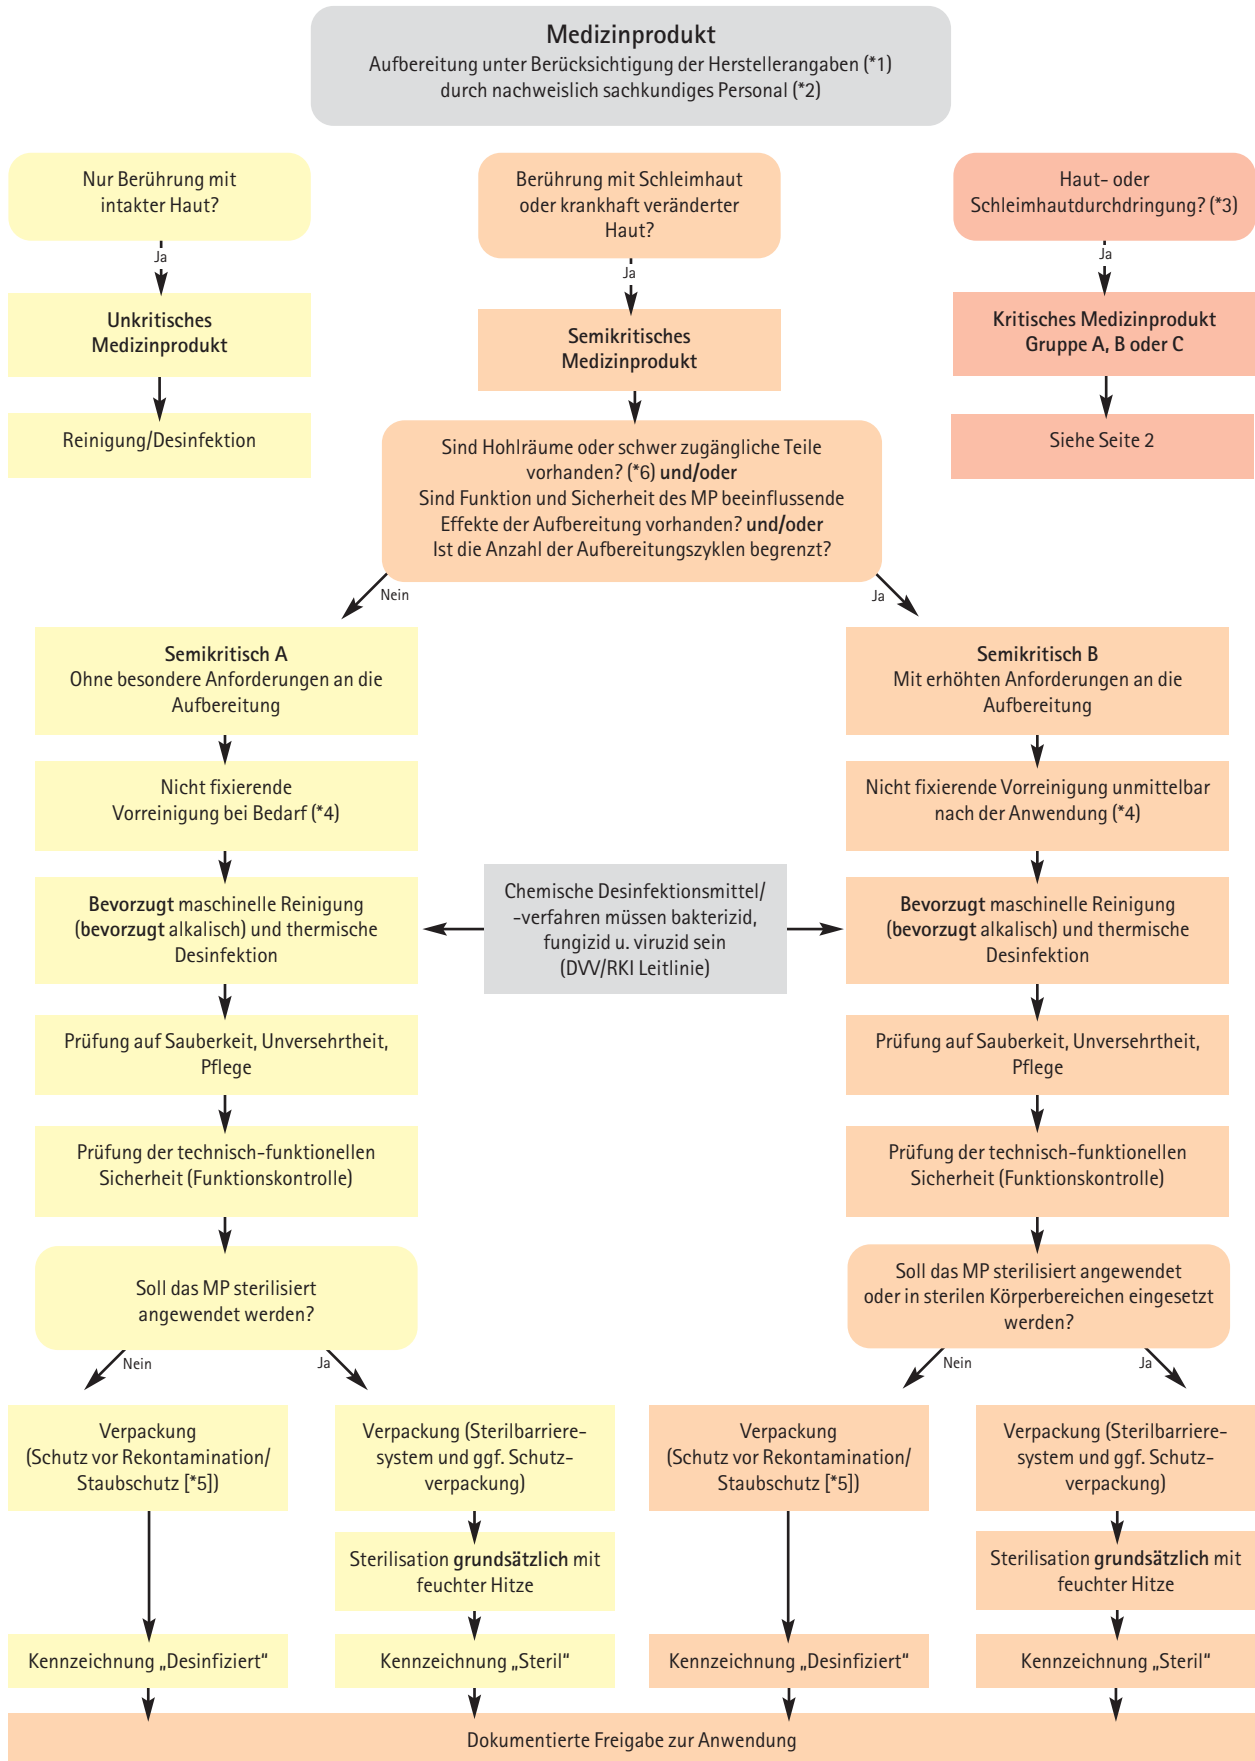 Medizinprodukt
Aufbereitung unter Berücksichtigung der Herstellerangaben (*1)
durch nachweislich sachkundiges Personal (*2)
Nur Berührung mit
intakter Haut?
Ja
Unkritisches
Medizinprodukt
Reinigung/Desinfektion
Berührung mit Schleimhaut
oder krankhaft veränderter
Haut?
Ja
Semikritisches
Medizinprodukt
Haut- oder
Schleimhautdurchdringung? (*3)
Ja
Kritisches Medizinprodukt
Gruppe A, B oder C
Siehe Seite 2
Sind Hohlräume oder schwer zugängliche Teile
vorhanden? (*6) und/oder
Sind Funktion und Sicherheit des MP beeinflussende
Effekte der Aufbereitung vorhanden? und/oder
Ist die Anzahl der Aufbereitungszyklen begrenzt?
Nein
Ja
Semikritisch A
Ohne besondere Anforderungen an die
Aufbereitung
Nicht fixierende
Vorreinigung bei Bedarf (*4)
Bevorzugt maschinelle Reinigung
(bevorzugt alkalisch) und thermische
Desinfektion
Prüfung auf Sauberkeit, Unversehrtheit,
Pflege
Prüfung der technisch-funktionellen
Sicherheit (Funktionskontrolle)
Soll das MP sterilisiert
angewendet werden?
Chemische Desinfektionsmittel/
-verfahren müssen bakterizid,
fungizid u. viruzid sein
(DVV/RKI Leitlinie)
Semikritisch B
Mit erhöhten Anforderungen an die
Aufbereitung
Nicht fixierende Vorreinigung unmittelbar
nach der Anwendung (*4)
Bevorzugt maschinelle Reinigung
(bevorzugt alkalisch) und thermische
Desinfektion
Prüfung auf Sauberkeit, Unversehrtheit,
Pflege
Prüfung der technisch-funktionellen
Sicherheit (Funktionskontrolle)
Soll das MP sterilisiert angewendet
oder in sterilen Körperbereichen eingesetzt
werden?
Nein
Ja
Nein
Ja
Verpackung
(Schutz vor Rekontamination/
Staubschutz [*5])
Kennzeichnung „Desinfiziert“
Verpackung (Sterilbarriere-
system und ggf. Schutz-
verpackung)
Sterilisation grundsätzlich mit
feuchter Hitze
Kennzeichnung „Steril“
Verpackung
(Schutz vor Rekontamination/
Staubschutz [*5])
Kennzeichnung „Desinfiziert“
Verpackung (Sterilbarriere-
system und ggf. Schutz-
verpackung)
Sterilisation grundsätzlich mit
feuchter Hitze
Kennzeichnung „Steril“
Dokumentierte Freigabe zur Anwendung